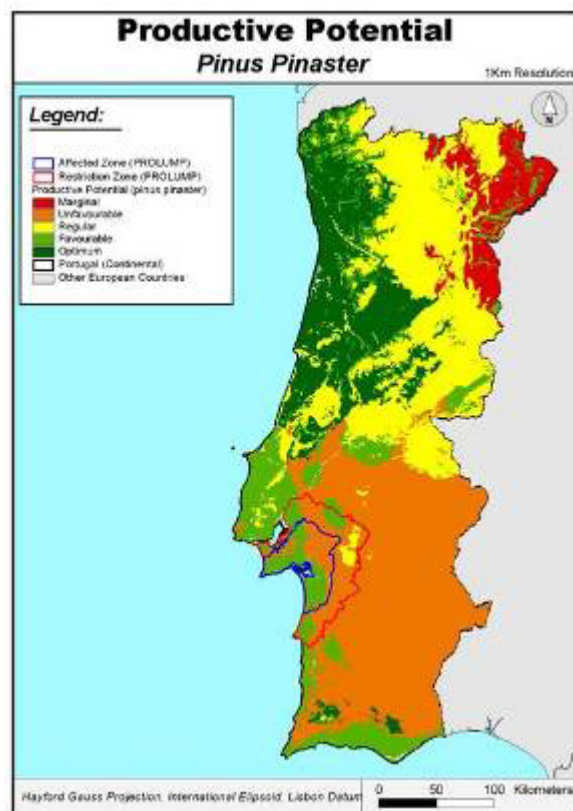 Productive Potential
Pinus Pinaster
1Km Resolution
N
Legend:
Affected Zone (PROLUMP)
Restriction Zone (PROLUMP)
Productive Potential (pinus pinaster)
Marginal
Unfavourable
Regular
Favourable
Optimum
Portugal (Continental)
Other European Countries
Hayford Gauss Projection, International Elipsoid, Lisbon Datum
0 50 100 Kilometers